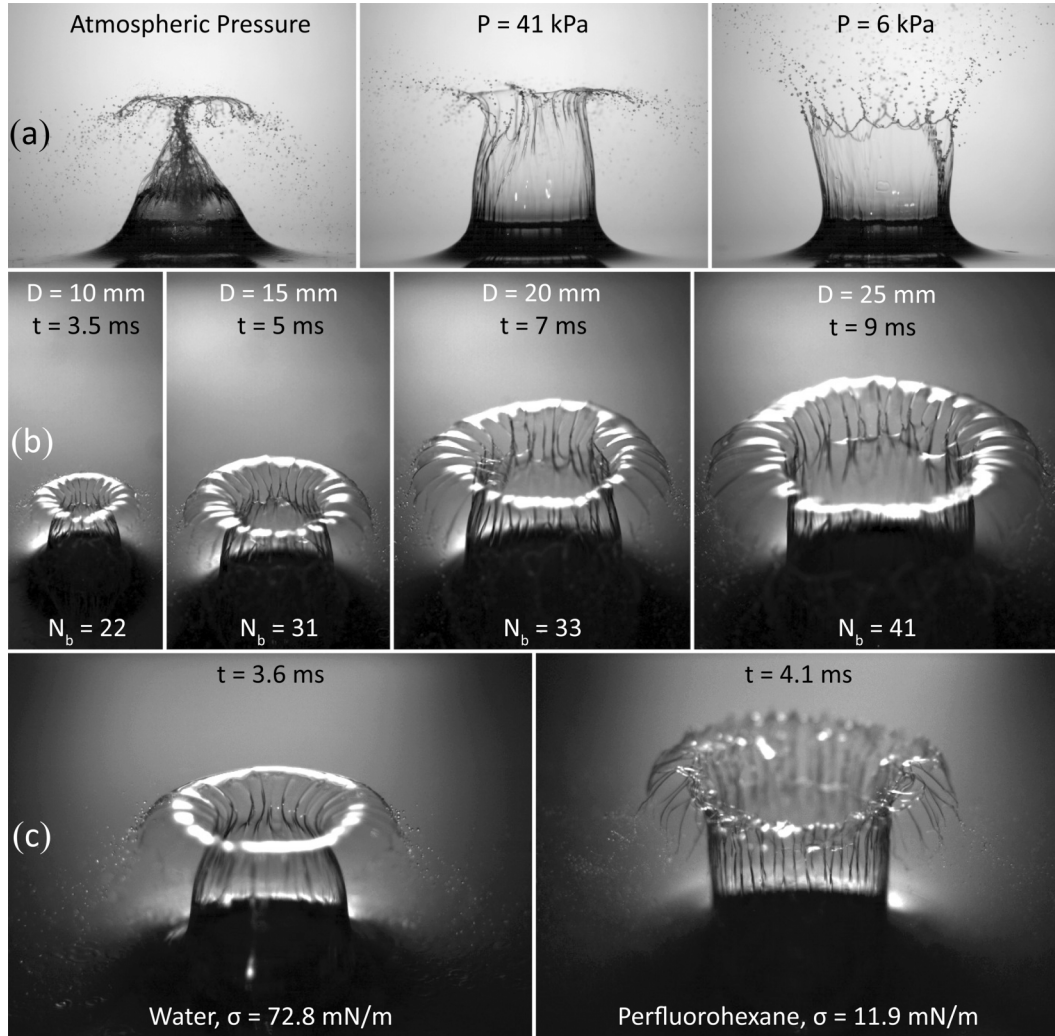 Atmospheric Pressure
P = 41 kPa
P = 6 kPa
(a)
D = 10 mm
t = 3.5 ms
D = 15 mm
t = 5 ms
D = 20 mm
t = 7 ms
D = 25 mm
t = 9 ms
(b)
N_b = 22
N_b = 31
N_b = 33
N_b = 41
t = 3.6 ms
t = 4.1 ms
(c)
Water, σ = 72.8 mN/m
Perfluorohexane, σ = 11.9 mN/m